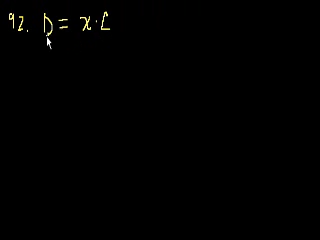 92. D = x · L